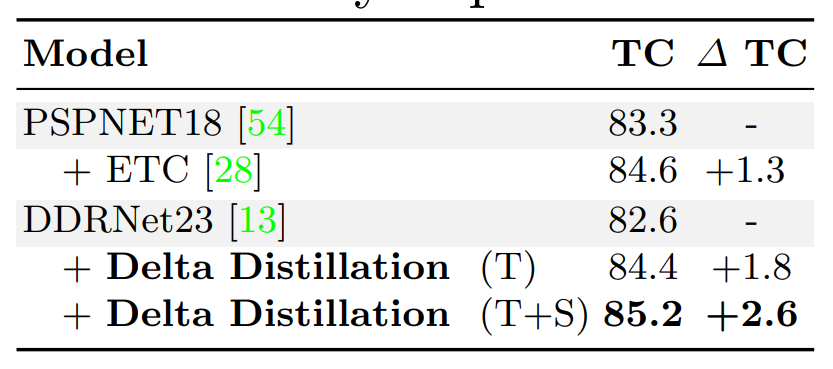 Model TC Δ TC
PSPNET18 [54] 83.3 -
+ ETC [28] 84.6 +1.3
DDRNet23 [13] 82.6 -
+ Delta Distillation (T) 84.4 +1.8
+ Delta Distillation (T+S) 85.2 +2.6